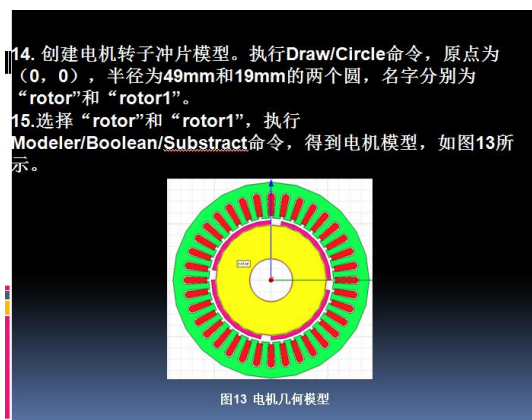 14. 创建电机转子冲片模型。执行Draw/Circle命令，原点为
（0，0），半径为49mm和19mm的两个圆，名字分别为
“rotor”和“rotor1”。
15.选择“rotor”和“rotor1”，执行
Modeler/Boolean/Substract命令，得到电机模型，如图13所
示。
rotor
图13 电机几何模型